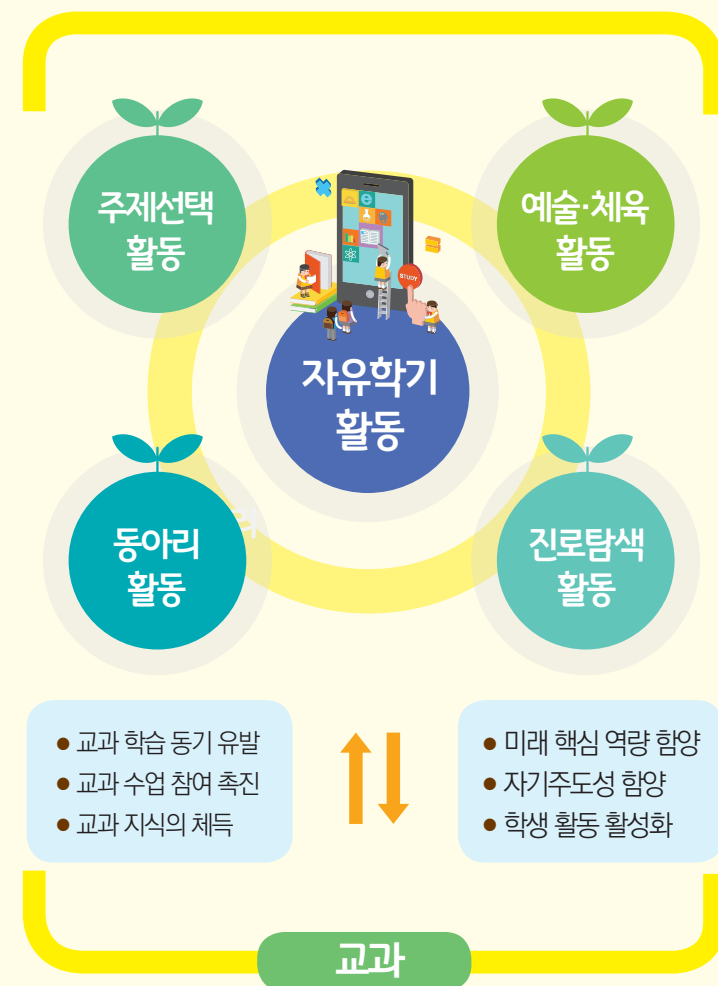 주제선택
활동
예술·체육
활동
STUDY
자유학기
활동
동아리
활동
진로탐색
활동
● 교과 학습 동기 유발
● 교과 수업 참여 촉진
● 교과 지식의 체득
● 미래 핵심 역량 함양
● 자기주도성 함양
● 학생 활동 활성화
교과